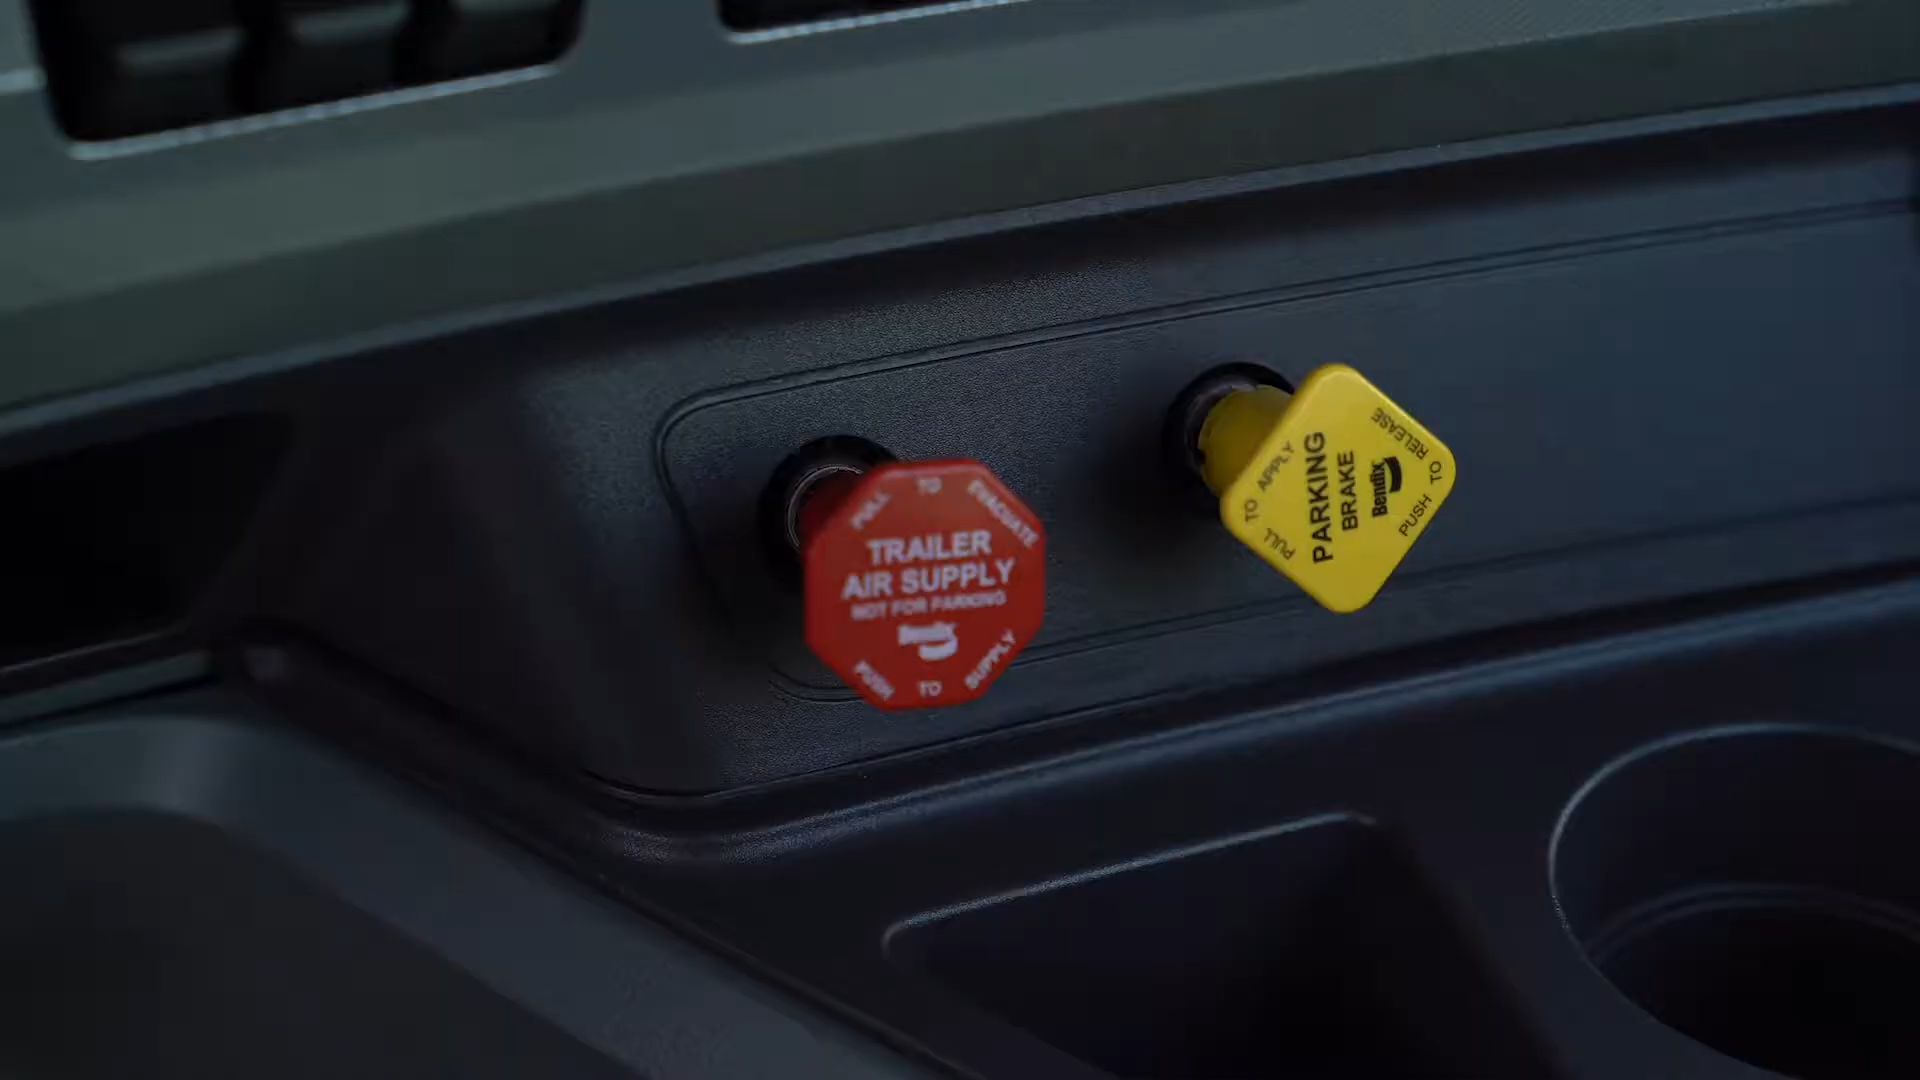 PULL TO EVACUATE
TRAILER
AIR SUPPLY
NOT FOR PARKING
Bendix
PUSH TO SUPPLY
PULL TO APPLY
PARKING
BRAKE
Bendix
PUSH TO RELEASE